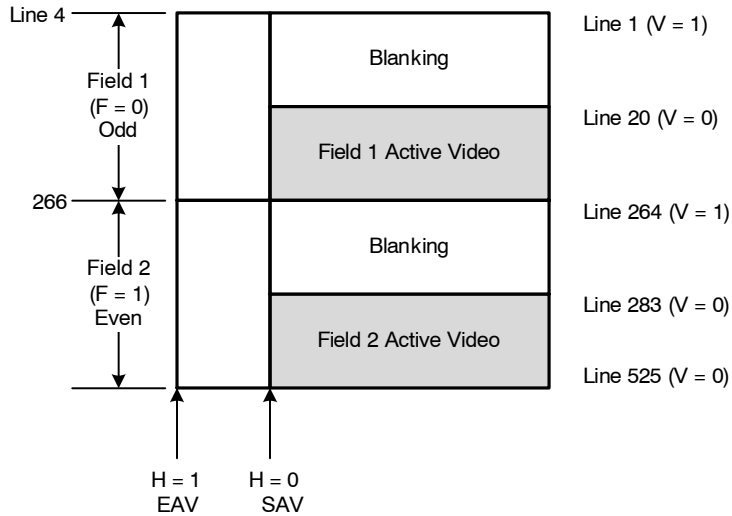 Line 4
Field 1
(F = 0)
Odd
266
Field 2
(F = 1)
Even
Blanking
Field 1 Active Video
Blanking
Field 2 Active Video
Line 1 (V = 1)
Line 20 (V = 0)
Line 264 (V = 1)
Line 283 (V = 0)
Line 525 (V = 0)
H = 1
EAV
H = 0
SAV